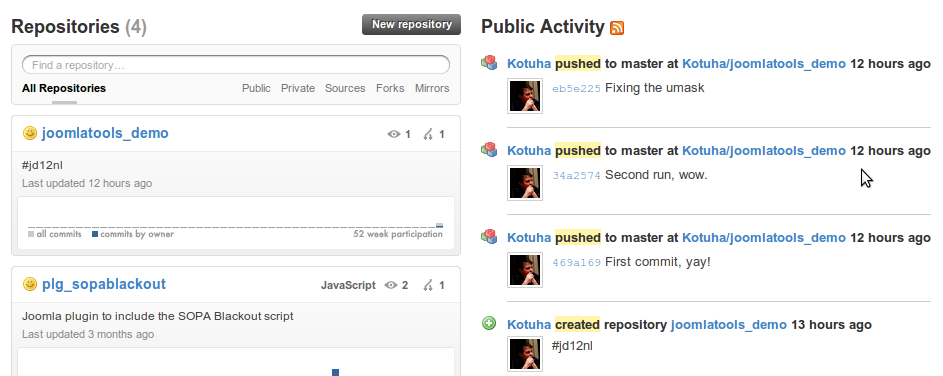 Repositories (4)
New repository
Find a repository…
All Repositories Public Private Sources Forks Mirrors
joomlatools_demo 1 1
#jd12nl
Last updated 12 hours ago
all commits commits by owner 52 week participation
plg_sopablackout JavaScript 2 1
Joomla plugin to include the SOPA Blackout script
Last updated 3 months ago
Public Activity
Kotuha pushed to master at Kotuha/joomlatools_demo 12 hours ago
eb5e225 Fixing the umask
Kotuha pushed to master at Kotuha/joomlatools_demo 12 hours ago
34a2574 Second run, wow.
Kotuha pushed to master at Kotuha/joomlatools_demo 12 hours ago
469a169 First commit, yay!
Kotuha created repository joomlatools_demo 13 hours ago
#jd12nl